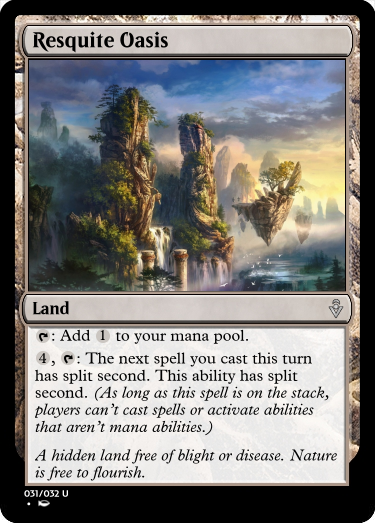 Resquite Oasis
Land
: Add 1 to your mana pool.
4, : The next spell you cast this turn
has split second. This ability has split
second. (As long as this spell is on the stack,
players can't cast spells or activate abilities
that aren't mana abilities.)
A hidden land free of blight or disease. Nature
is free to flourish.
031/032 U